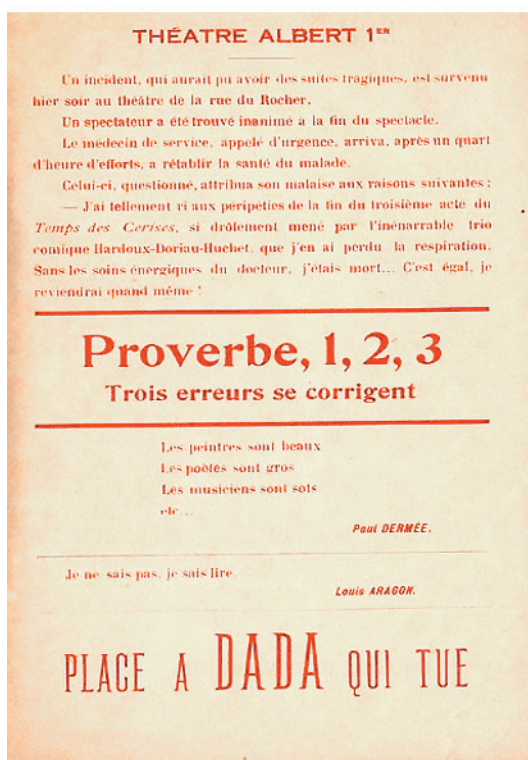 THÉATRE ALBERT 1ER
Un incident, qui aurait pu avoir des suites tragiques, est survenu
hier soir au théâtre de la rue du Rocher.
Un spectateur a été trouvé inanimé à la fin du spectacle.
Le médecin de service, appelé d'urgence, arriva, après un quart
d'heure d'efforts, a rétablir la santé du malade.
Celui-ci, questionné, attribua son malaise aux raisons suivantes :
— J'ai tellement ri aux péripéties de la fin du troisième acte du
Temps des Cerises, si drôlement mené par l'inénarrable trio
comique Hardoux-Doriau-Huchet, que j'en ai perdu la respiration.
Sans les soins énergiques du docteur, j'étais mort... C'est égal, je
reviendrai quand même !
Proverbe, 1, 2, 3
Trois erreurs se corrigent
Les peintres sont beaux
Les poètes sont gros
Les musiciens sont sots
etc...
Paul DERMÉE.
Je ne sais pas, je sais lire.
Louis ARAGON.
PLACE A DADA QUI TUE